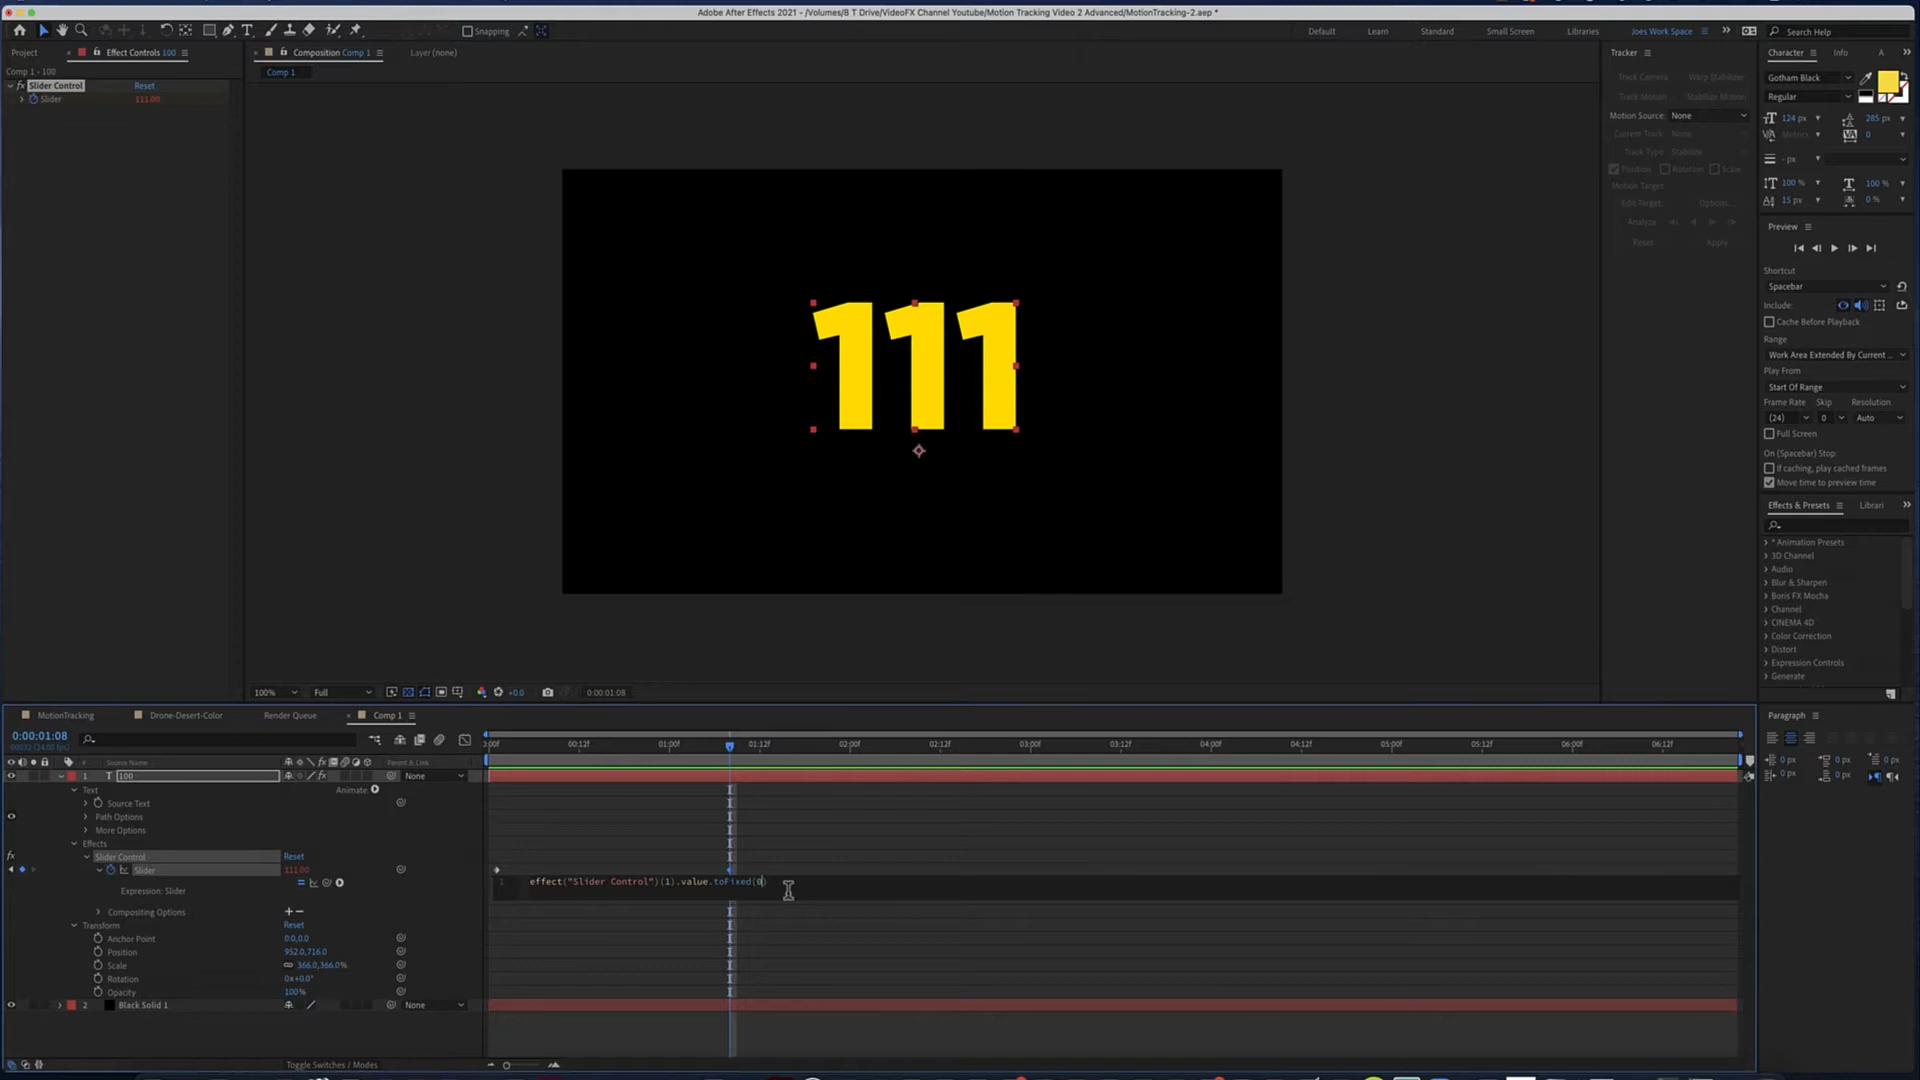 Adobe After Effects 2021 - /Volumes/8 T Drive/VideoFX Channel Youtube/Motion Tracking Video 2 Advanced/MotionTracking-2.aep *
Snapping
Default
Learn
Standard
Small Screen
Libraries
Joes Work Space
Search Help
Project
Effect Controls 100
Composition Comp 1
Layer (none)
Tracker
Character
Info
A
Comp 1 - 100
Comp 1
fx Slider Control
Reset
Slider
111.00
Track Camera
Warp Stabilizer
Track Motion
Stabilize Motion
Motion Source: None
Current Track: None
Track Type: Stabilize
Position
Rotation
Scale
Motion Target:
Edit Target:
Options...
Analyze
Reset
Apply
Gotham Black
Regular
124 px
285 px
Metrics
0
- px
100 %
100 %
15 px
0 %
Preview
Shortcut
Spacebar
Include:
Cache Before Playback
Range
Work Area Extended By Current ...
Play From
Start Of Range
Frame Rate
Skip
Resolution
(24)
0
Auto
Full Screen
On (Spacebar) Stop:
If caching, play cached frames
Move time to preview time
Effects & Presets
Librari
* Animation Presets
3D Channel
Audio
Blur & Sharpen
Boris FX Mocha
Channel
CINEMA 4D
Color Correction
Distort
Expression Controls
Generate
111
100%
Full
+0.0
0:00:01:08
MotionTracking
Drone-Desert-Color
Render Queue
Comp 1
Paragraph
0:00:01:08
00032 (24.00 fps)
Source Name
Parent & Link
:00f
00:12f
01:00f
01:12f
02:00f
02:12f
03:00f
03:12f
04:00f
04:12f
05:00f
05:12f
06:00f
06:12f
0 px
0 px
0 px
0 px
0 px
1
T
100
None
Text
Animate:
Source Text
Path Options
More Options
Effects
Slider Control
Reset
Slider
111.00
Expression: Slider
1
effect("Slider Control")(1).value.toFixed(0)
Compositing Options
+ -
Transform
Reset
Anchor Point
0.0,0.0
Position
952.0,716.0
Scale
366.0,366.0%
Rotation
0x+0.0°
Opacity
100%
2
Black Solid 1
None
Toggle Switches / Modes